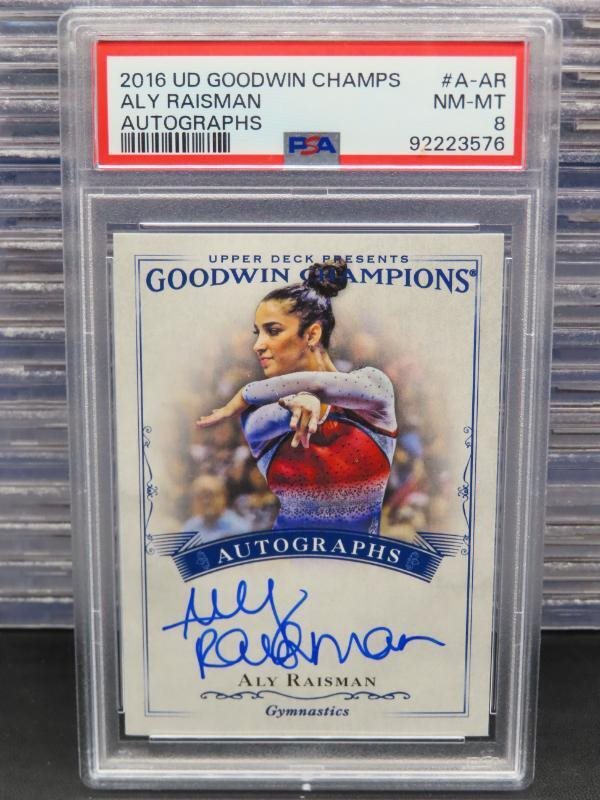 2016 UD GOODWIN CHAMPS #A-AR
ALY RAISMAN NM-MT
AUTOGRAPHS 8
PSA 92223576
UPPER DECK PRESENTS
GOODWIN CHAMPIONS®
AUTOGRAPHS
Aly
Raisman
ALY RAISMAN
Gymnastics